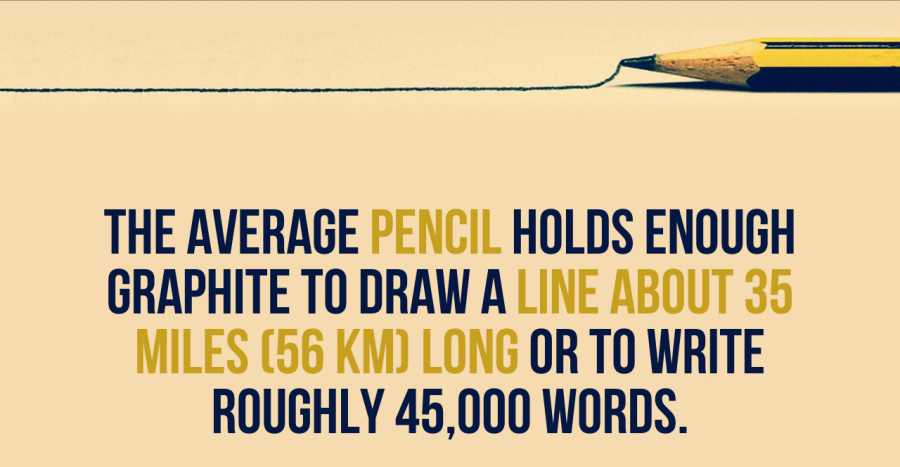 THE AVERAGE PENCIL HOLDS ENOUGH
GRAPHITE TO DRAW A LINE ABOUT 35
MILES (56 KM) LONG OR TO WRITE
ROUGHLY 45,000 WORDS.